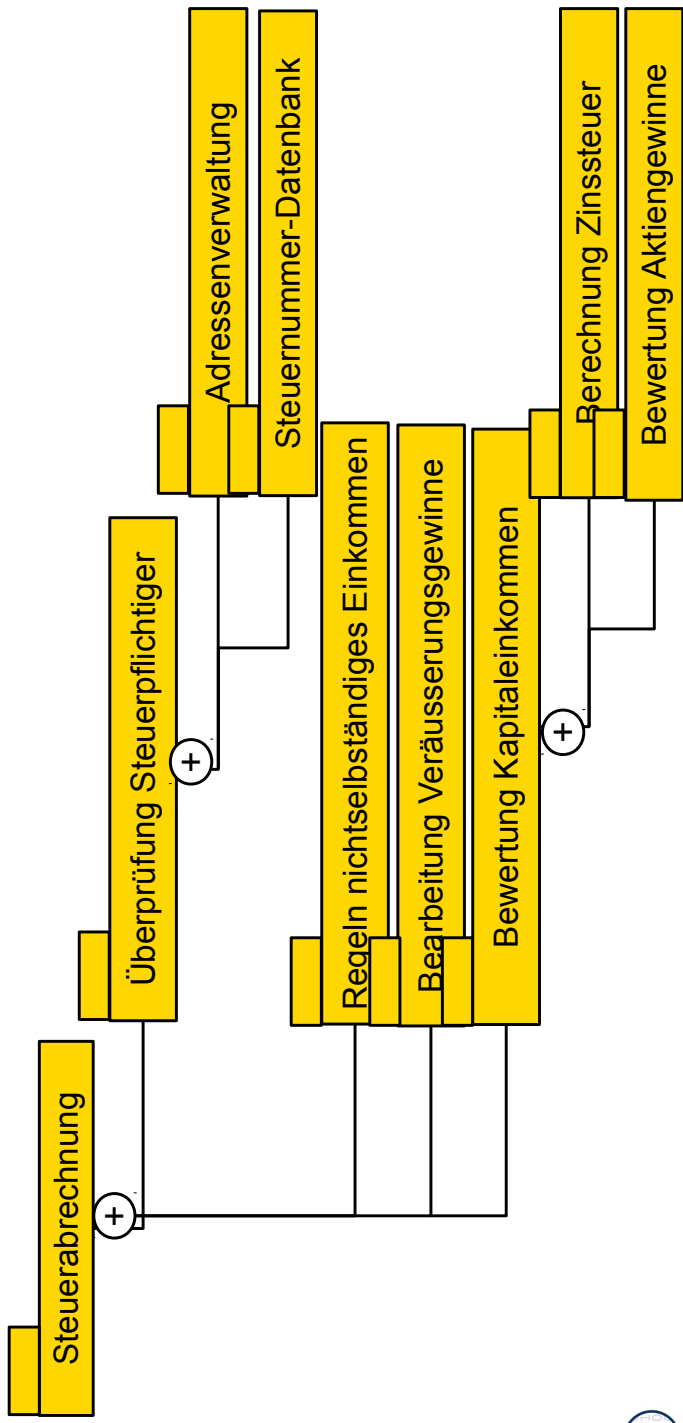 Steuerabrechnung
+
Überprüfung Steuerpflichtiger
+
Adressenverwaltung
Steuernummer-Datenbank
Regeln nichtselbständiges Einkommen
Bearbeitung Veräusserungsgewinne
Bewertung Kapitaleinkommen
+
Berechnung Zinssteuer
Bewertung Aktiengewinne